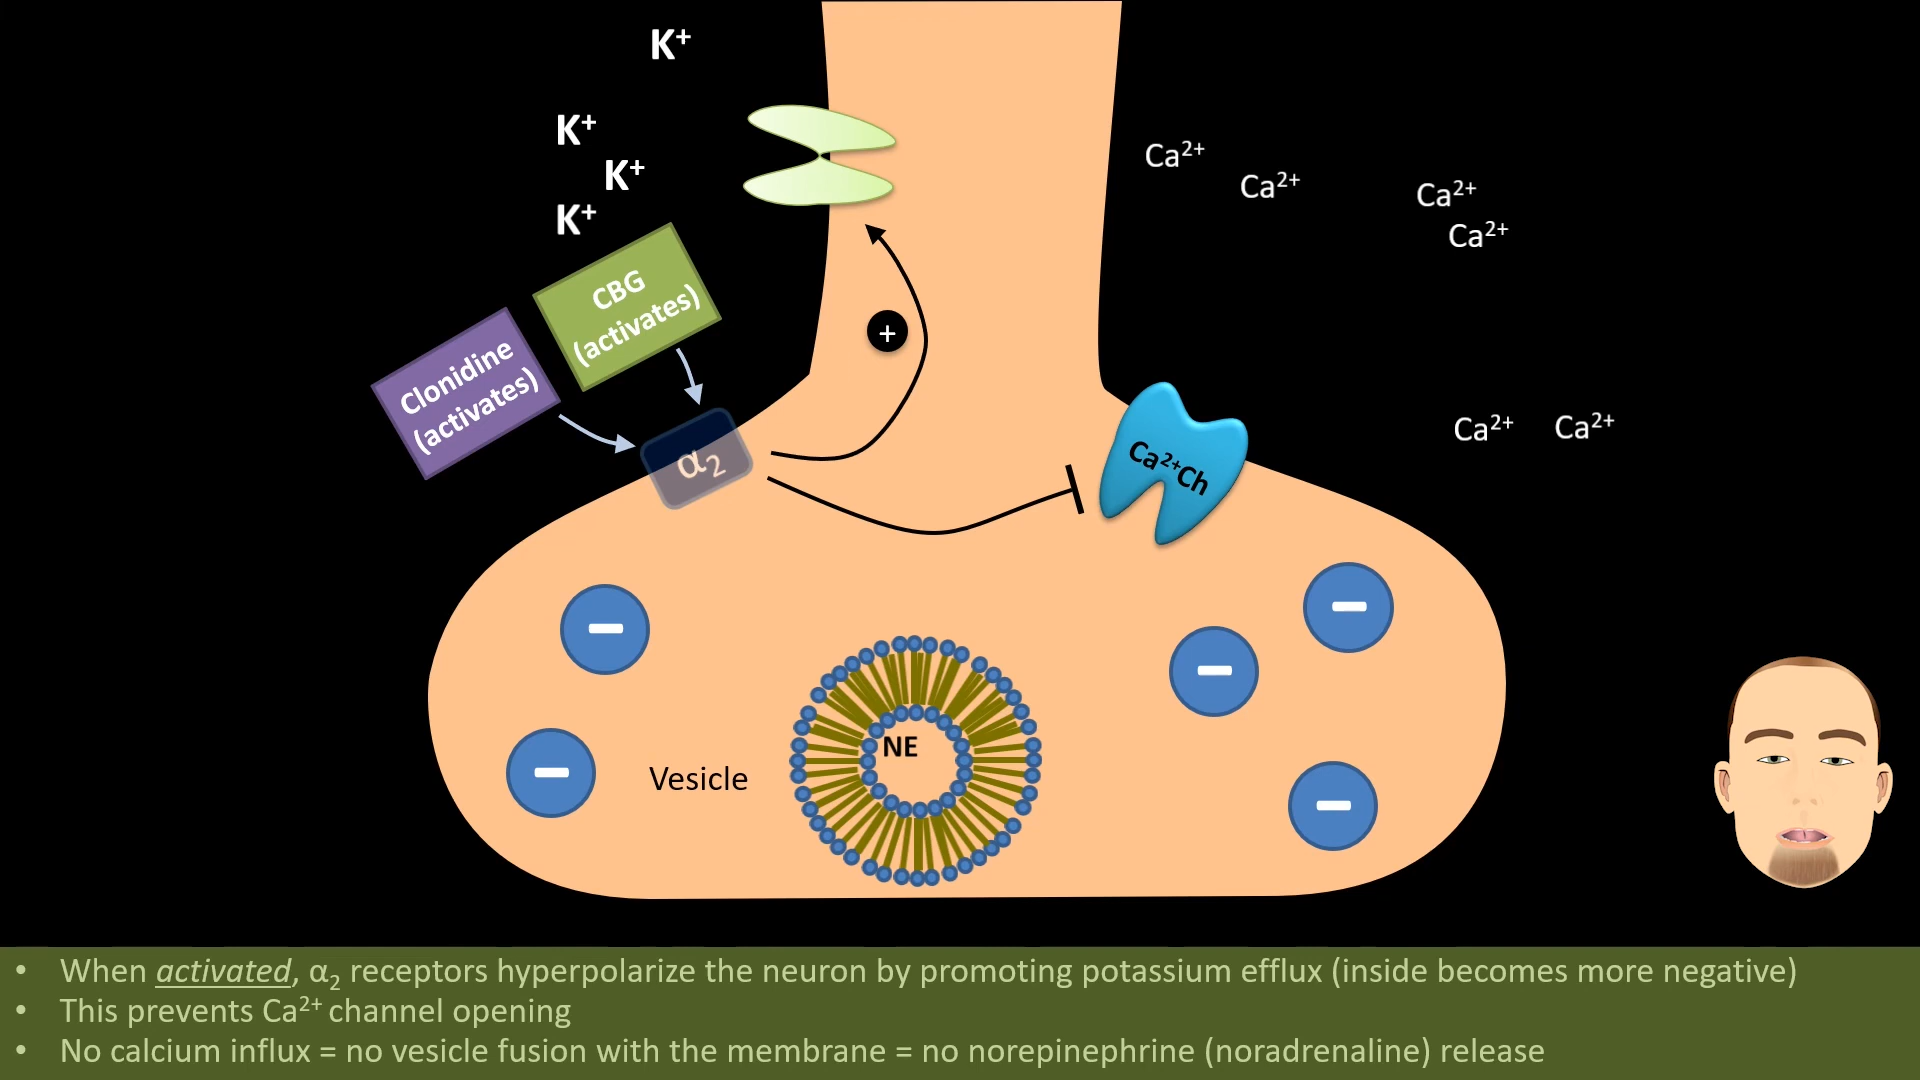 K⁺
K⁺
K⁺
K⁺
Ca²⁺
Ca²⁺
Ca²⁺
Ca²⁺
CBG
(activates)
Clonidine
(activates)
+
α₂
Ca²⁺Ch
Ca²⁺
Ca²⁺
NE
Vesicle
• When activated, α₂ receptors hyperpolarize the neuron by promoting potassium efflux (inside becomes more negative)
• This prevents Ca²⁺ channel opening
• No calcium influx = no vesicle fusion with the membrane = no norepinephrine (noradrenaline) release